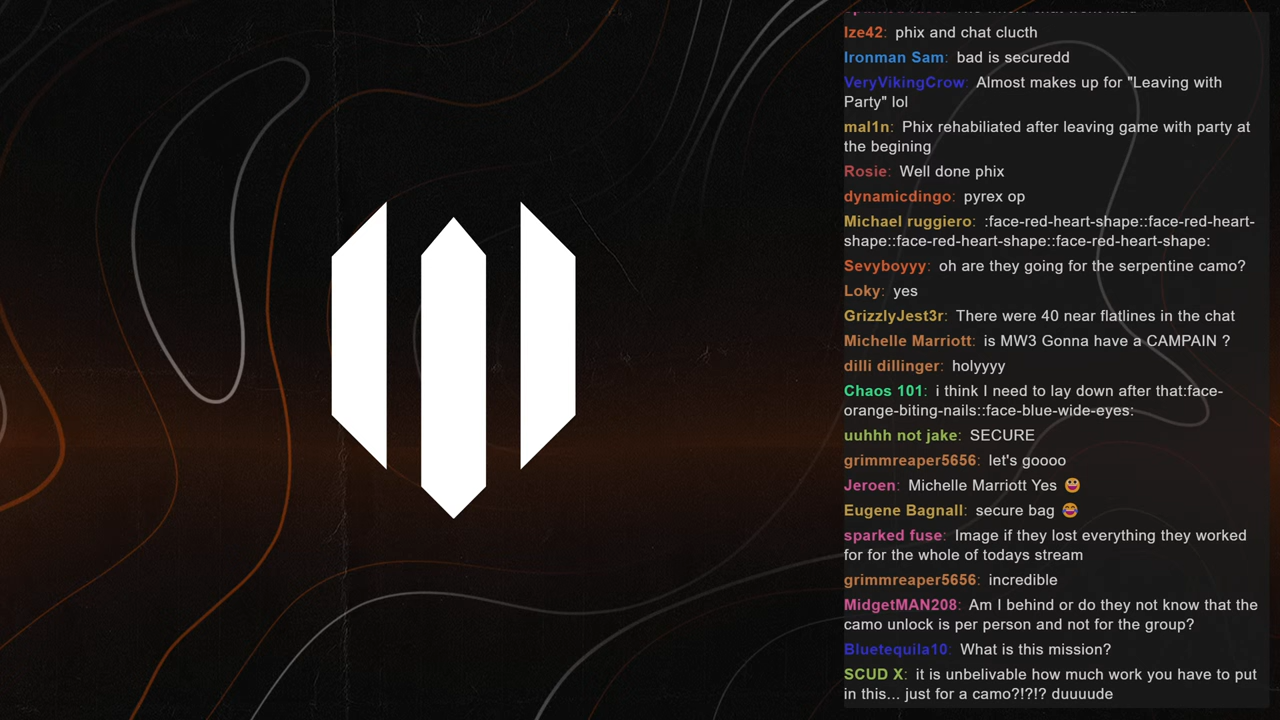 Ize42: phix and chat clucth
Ironman Sam: bad is securedd
VeryVikingCrow: Almost makes up for "Leaving with
Party" lol
mal1n: Phix rehabiliated after leaving game with party at
the begining
Rosie: Well done phix
dynamicdingo: pyrex op
Michael ruggiero: :face-red-heart-shape::face-red-heart-
shape::face-red-heart-shape::face-red-heart-shape:
Sevyboyyy: oh are they going for the serpentine camo?
Loky: yes
GrizzlyJest3r: There were 40 near flatlines in the chat
Michelle Marriott: is MW3 Gonna have a CAMPAIN ?
dilli dillinger: holyyyy
Chaos 101: i think I need to lay down after that:face-
orange-biting-nails::face-blue-wide-eyes:
uuhhh not jake: SECURE
grimmreaper5656: let's goooo
Jeroen: Michelle Marriott Yes 😀
Eugene Bagnall: secure bag 😂
sparked fuse: Image if they lost everything they worked
for for the whole of todays stream
grimmreaper5656: incredible
MidgetMAN208: Am I behind or do they not know that the
camo unlock is per person and not for the group?
Bluetequila10: What is this mission?
SCUD X: it is unbelivable how much work you have to put
in this... just for a camo?!?!? duuuude